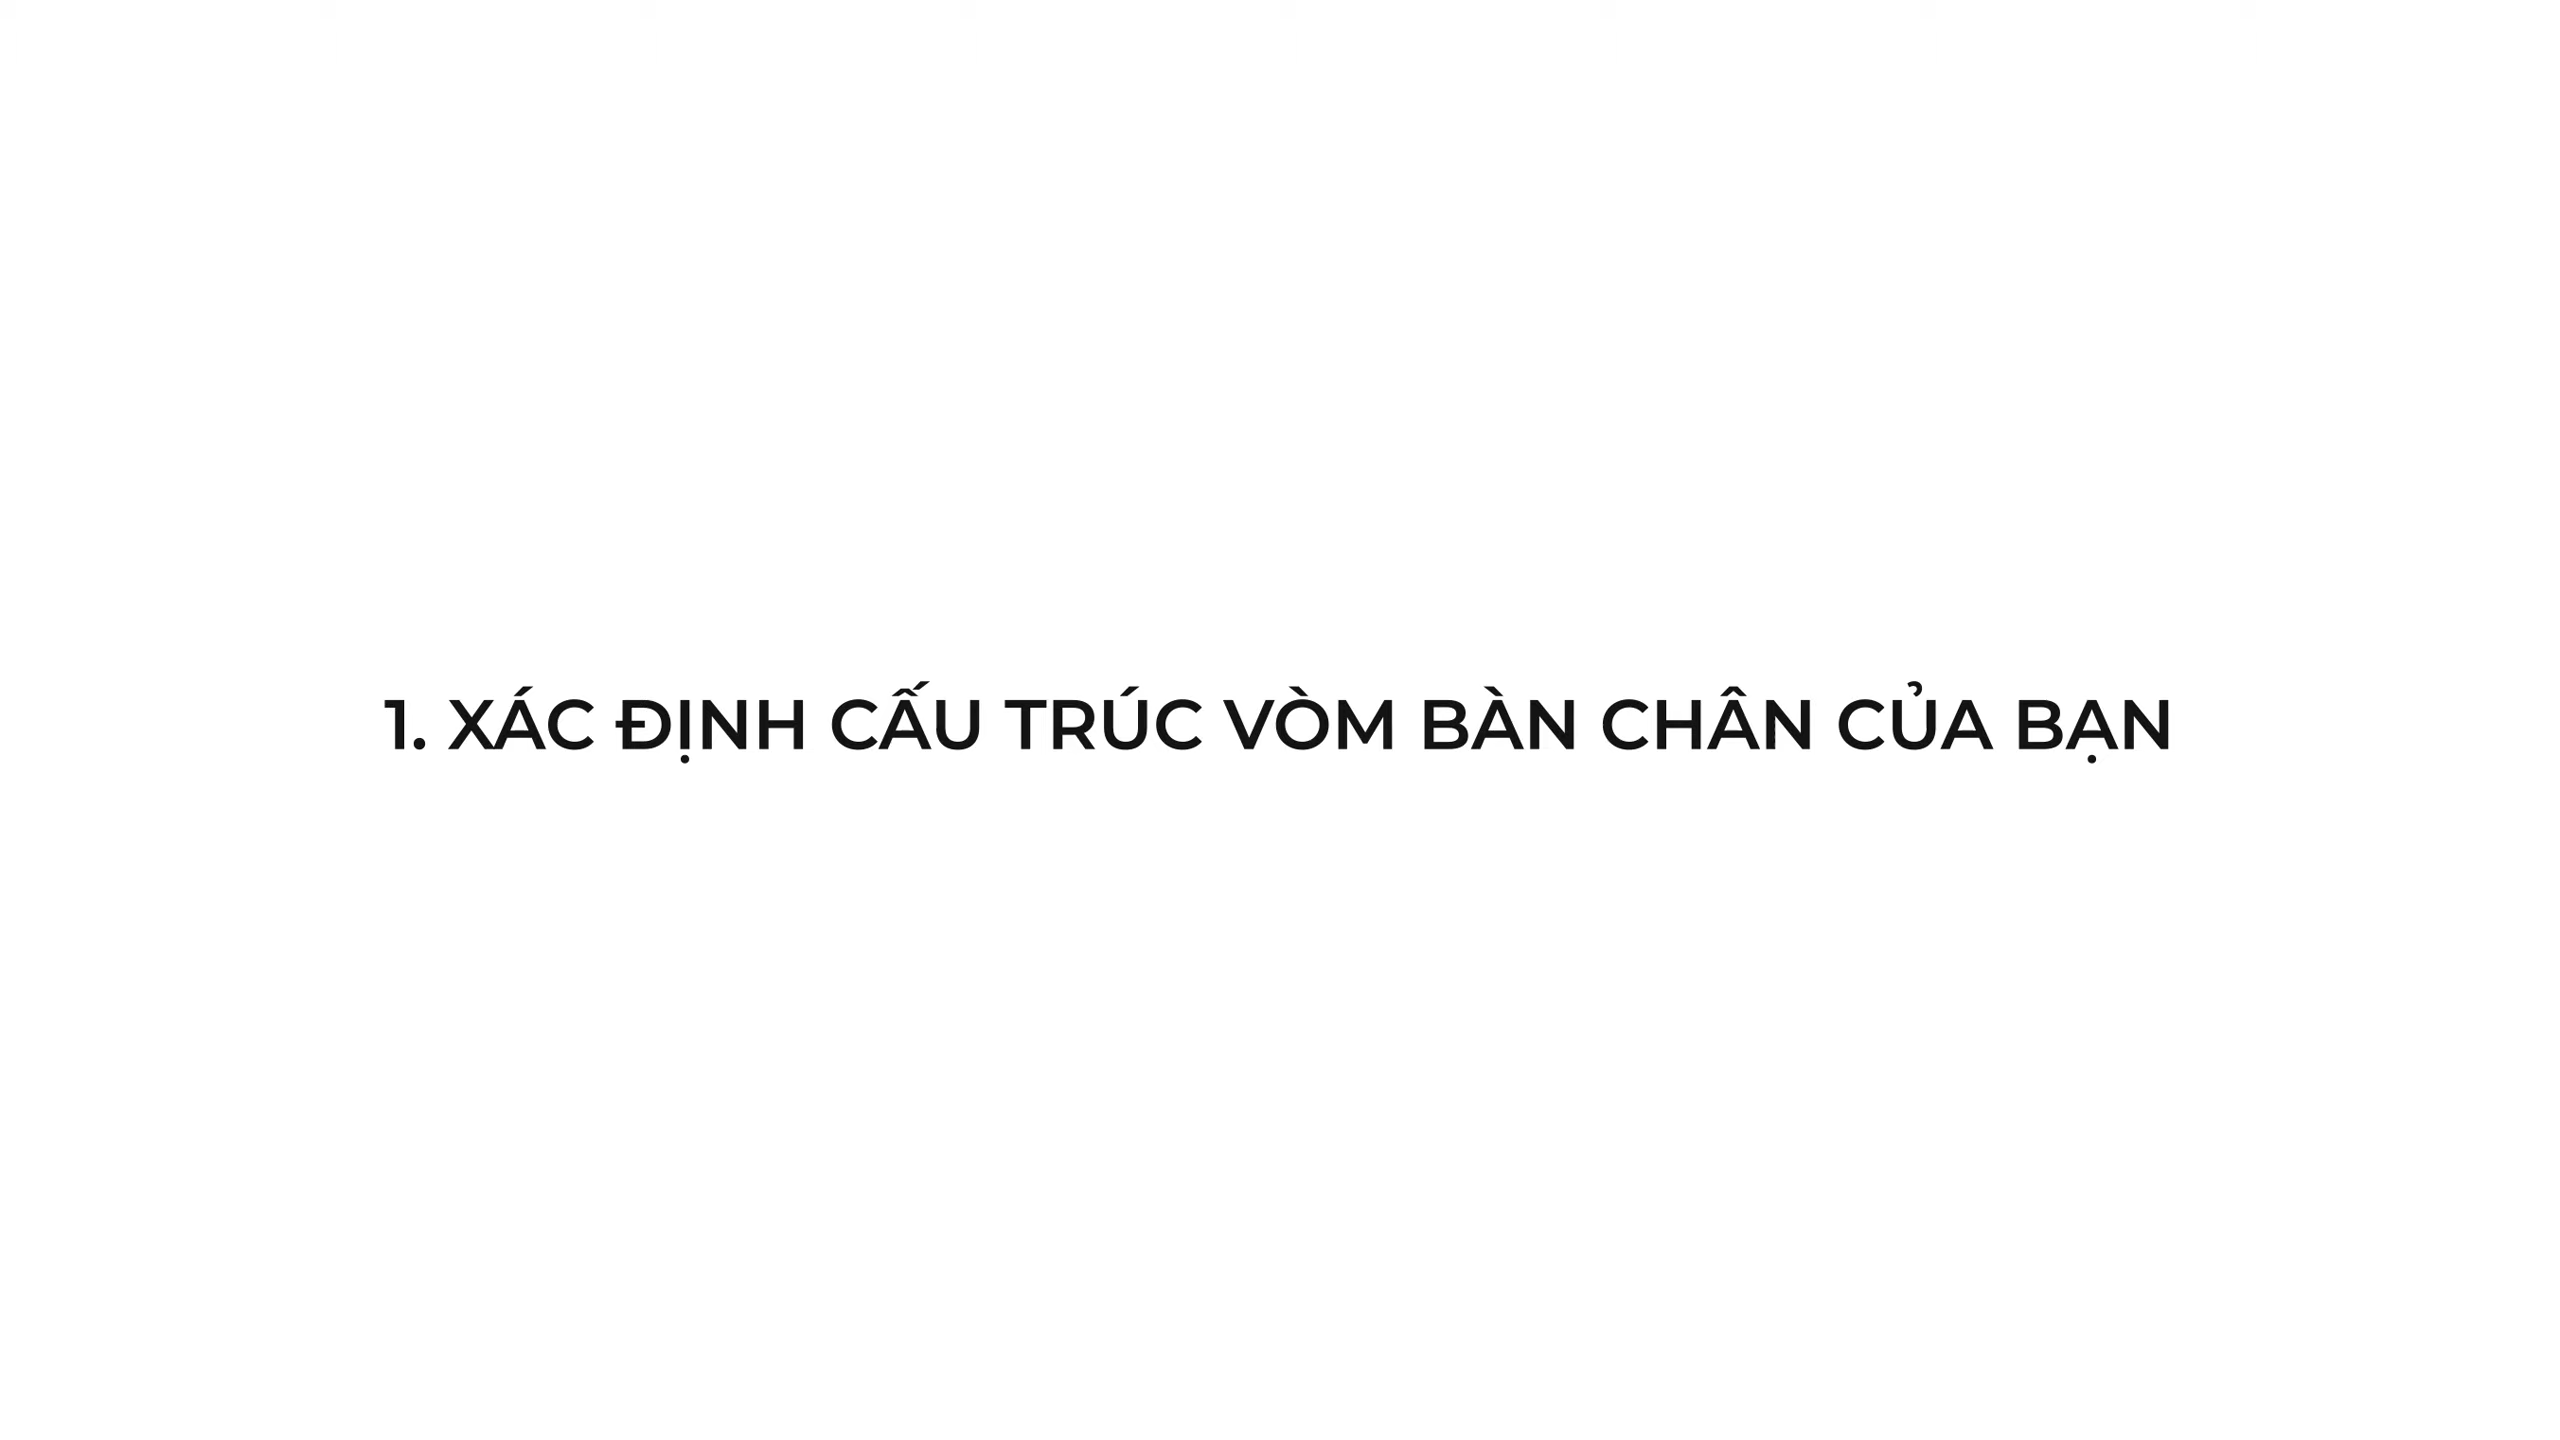 1. XÁC ĐỊNH CẤU TRÚC VÒM BÀN CHÂN CỦA BẠN